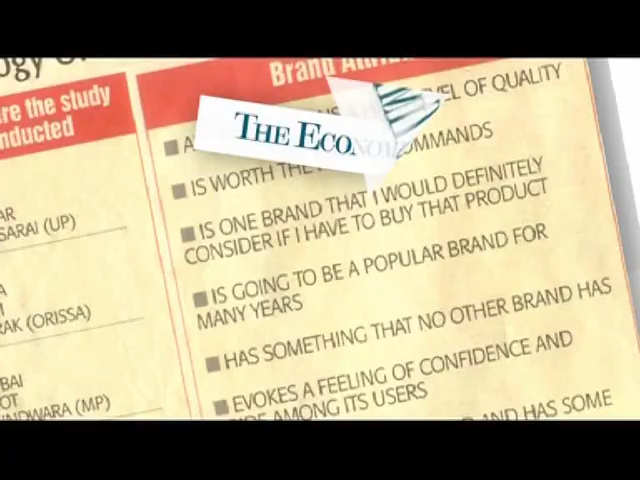 re the study
nducted
AR
SARAI (UP)
A
RAK (ORISSA)
BAI
OT
NDWARA (MP)
Brand
VEL OF QUALITY
THE ECONO
A
OMMANDS
IS WORTH THE
IS ONE BRAND THAT I WOULD DEFINITELY
CONSIDER IF I HAVE TO BUY THAT PRODUCT
IS GOING TO BE A POPULAR BRAND FOR
MANY YEARS
HAS SOMETHING THAT NO OTHER BRAND HAS
EVOKES A FEELING OF CONFIDENCE AND
IDE AMONG ITS USERS
AND HAS SOME